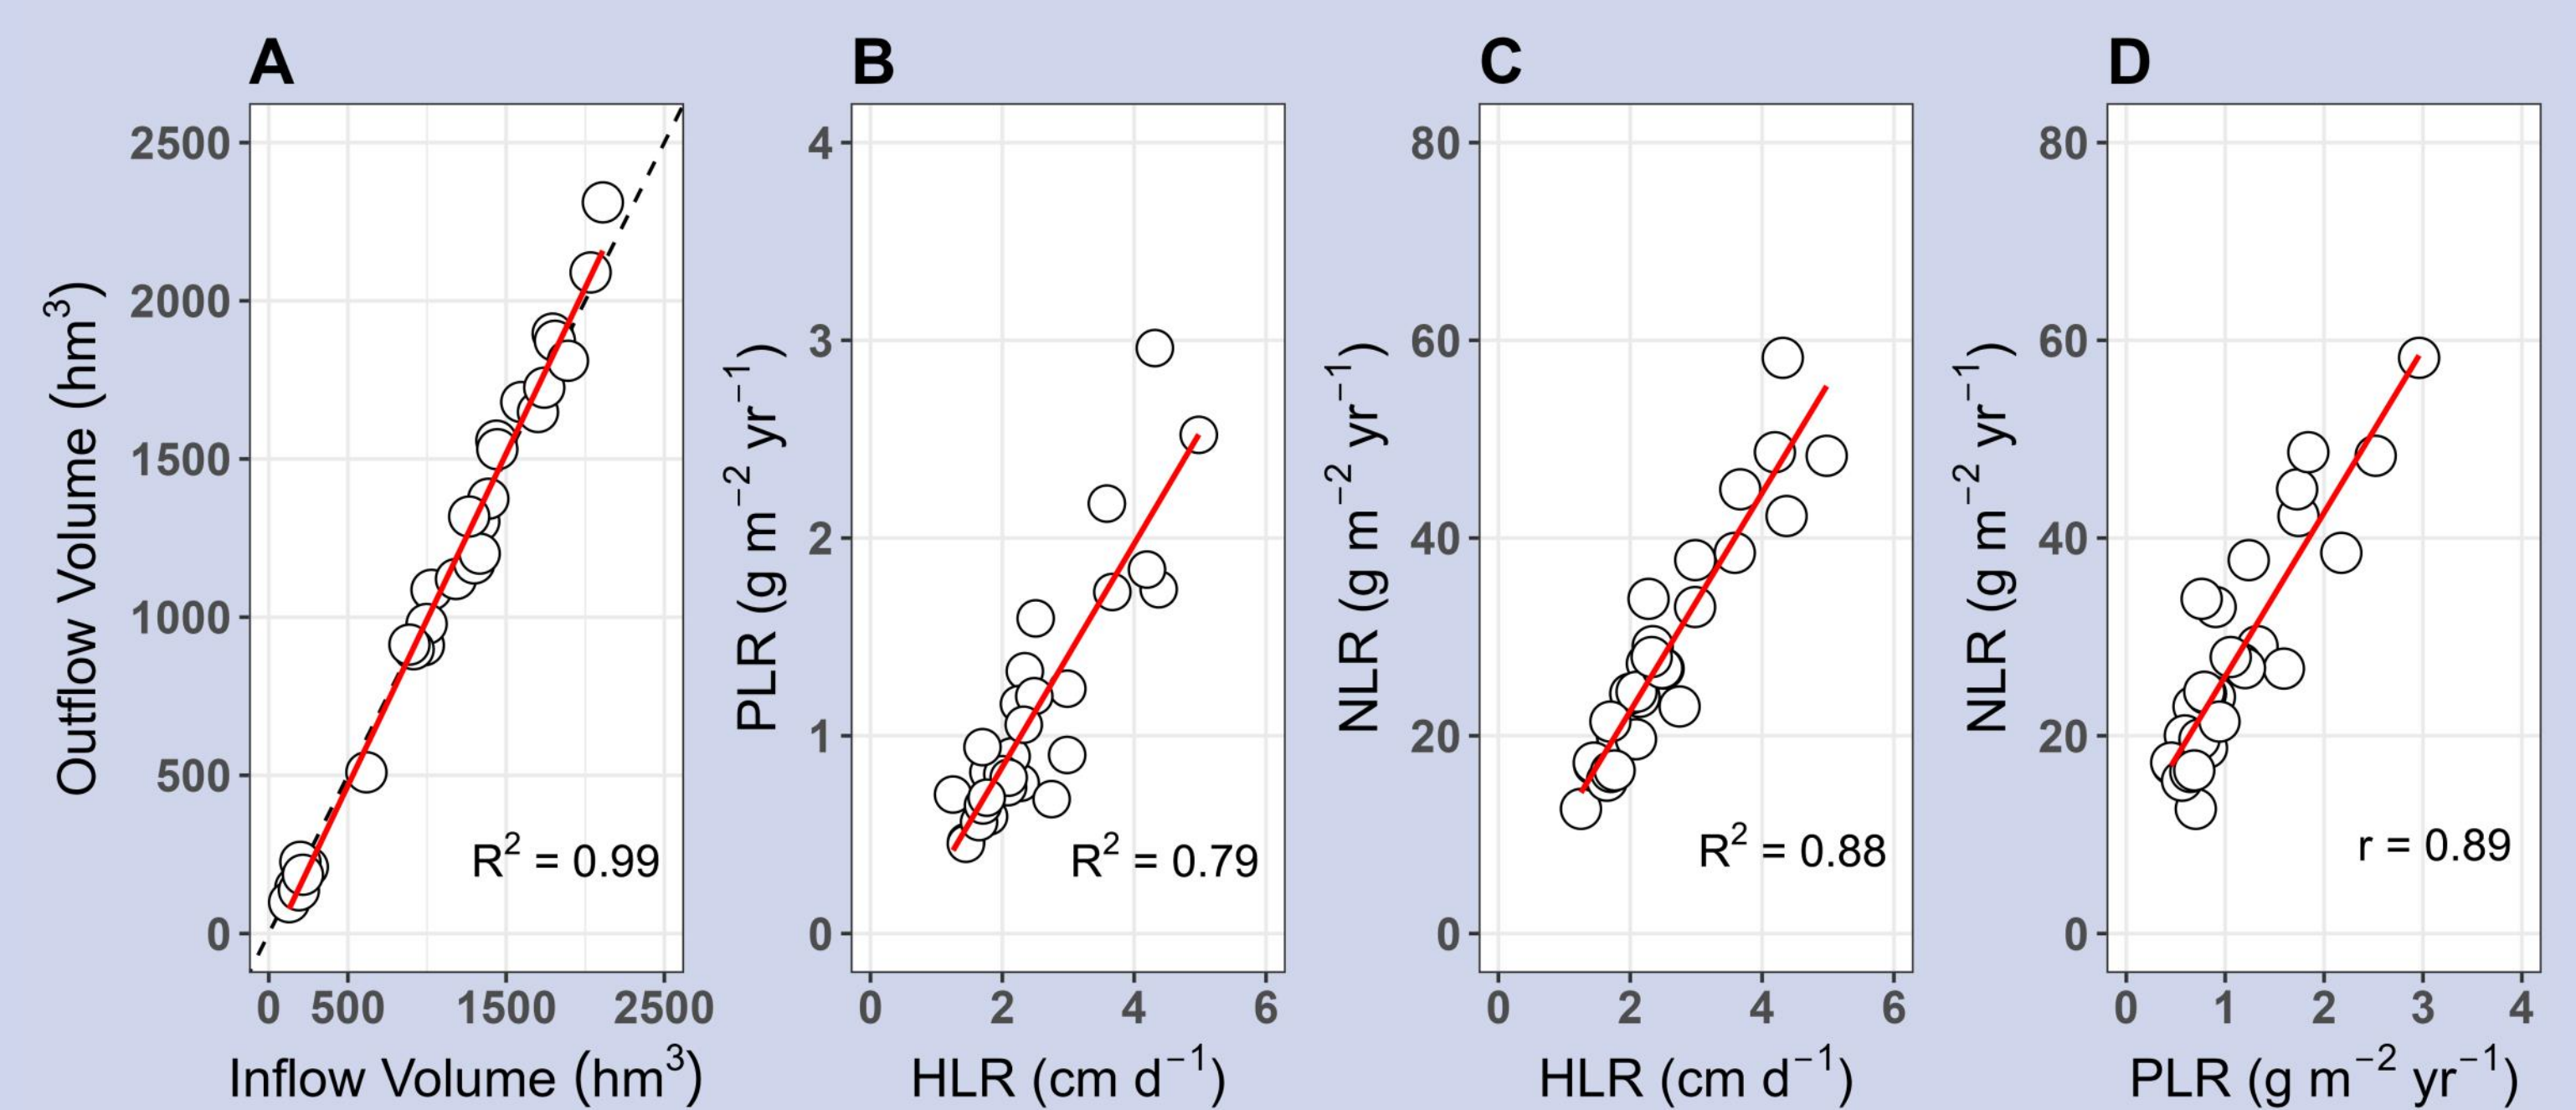 A
Outflow Volume (hm³)
2500
2000
1500
1000
500
0
R² = 0.99
0 500 1500 2500
Inflow Volume (hm³)
B
PLR (g m⁻² yr⁻¹)
4
3
2
1
0
R² = 0.79
0 2 4 6
HLR (cm d⁻¹)
C
NLR (g m⁻² yr⁻¹)
80
60
40
20
0
R² = 0.88
0 2 4 6
HLR (cm d⁻¹)
D
NLR (g m⁻² yr⁻¹)
80
60
40
20
0
r = 0.89
0 1 2 3 4
PLR (g m⁻² yr⁻¹)